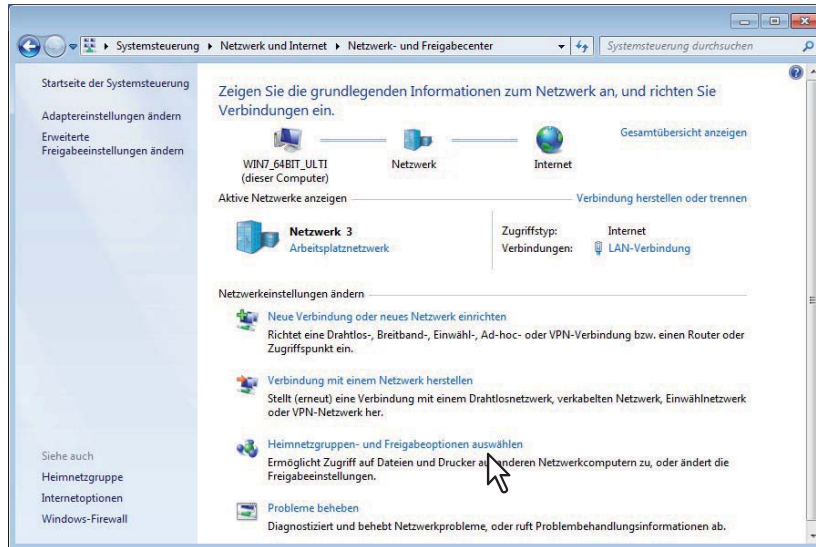 Systemsteuerung ▸ Netzwerk und Internet ▸ Netzwerk- und Freigabecenter
Systemsteuerung durchsuchen
Startseite der Systemsteuerung
Adaptereinstellungen ändern
Erweiterte
Freigabeeinstellungen ändern
Siehe auch
Heimnetzgruppe
Internetoptionen
Windows-Firewall
Zeigen Sie die grundlegenden Informationen zum Netzwerk an, und richten Sie
Verbindungen ein.
Gesamtübersicht anzeigen
WIN7_64BIT_ULTI Netzwerk Internet
(dieser Computer)
Aktive Netzwerke anzeigen Verbindung herstellen oder trennen
Netzwerk 3 Zugriffstyp: Internet
Arbeitsplatznetzwerk Verbindungen: LAN-Verbindung
Netzwerkeinstellungen ändern
Neue Verbindung oder neues Netzwerk einrichten
Richtet eine Drahtlos-, Breitband-, Einwähl-, Ad-hoc- oder VPN-Verbindung bzw. einen Router oder
Zugriffspunkt ein.
Verbindung mit einem Netzwerk herstellen
Stellt (erneut) eine Verbindung mit einem Drahtlosnetzwerk, verkabelten Netzwerk, Einwählnetzwerk
oder VPN-Netzwerk her.
Heimnetzgruppen- und Freigabeoptionen auswählen
Ermöglicht Zugriff auf Dateien und Drucker auf anderen Netzwerkcomputern zu, oder ändert die
Freigabeeinstellungen.
Probleme beheben
Diagnostiziert und behebt Netzwerkprobleme, oder ruft Problembehandlungsinformationen ab.